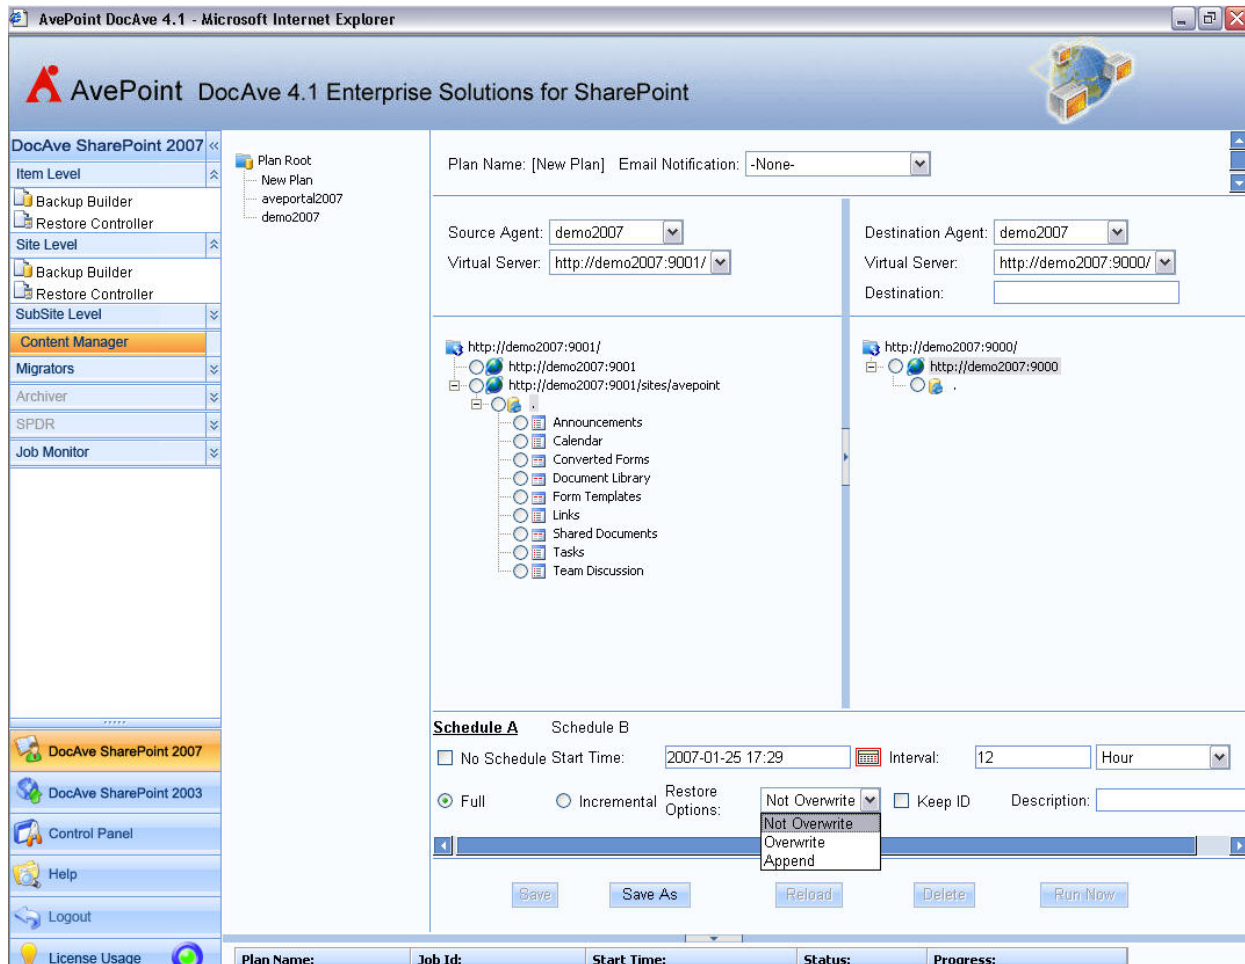 AvePoint DocAve 4.1 - Microsoft Internet Explorer
AvePoint DocAve 4.1 Enterprise Solutions for SharePoint
DocAve SharePoint 2007
Item Level
Backup Builder
Restore Controller
Site Level
Backup Builder
Restore Controller
SubSite Level
Content Manager
Migrators
Archiver
SPDR
Job Monitor
DocAve SharePoint 2007
DocAve SharePoint 2003
Control Panel
Help
Logout
License Usage
Plan Root
New Plan
aveportal2007
demo2007
Plan Name: [New Plan] Email Notification: -None-
Source Agent: demo2007
Virtual Server: http://demo2007:9001/
Destination Agent: demo2007
Virtual Server: http://demo2007:9000/
Destination:
http://demo2007:9001/
http://demo2007:9001
http://demo2007:9001/sites/avepoint
.
Announcements
Calendar
Converted Forms
Document Library
Form Templates
Links
Shared Documents
Tasks
Team Discussion
http://demo2007:9000/
http://demo2007:9000
.
Schedule A Schedule B
No Schedule Start Time: 2007-01-25 17:29 Interval: 12 Hour
Full Incremental Restore Options: Not Overwrite Keep ID Description:
Not Overwrite
Overwrite
Append
Save Save As Reload Delete Run Now
Plan Name: Job Id: Start Time: Status: Progress: